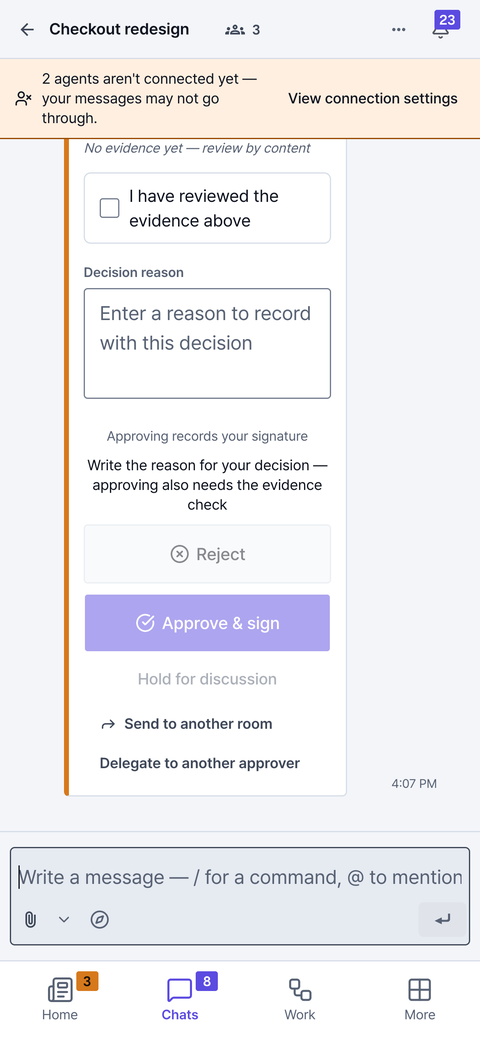 Checkout redesign
3
23
2 agents aren't connected yet —
your messages may not go
through.
View connection settings
No evidence yet — review by content
I have reviewed the
evidence above
Decision reason
Enter a reason to record
with this decision
Approving records your signature
Write the reason for your decision —
approving also needs the evidence
check
Reject
Approve & sign
Hold for discussion
Send to another room
Delegate to another approver
4:07 PM
Write a message — / for a command, @ to mention
3
8
Home
Chats
Work
More